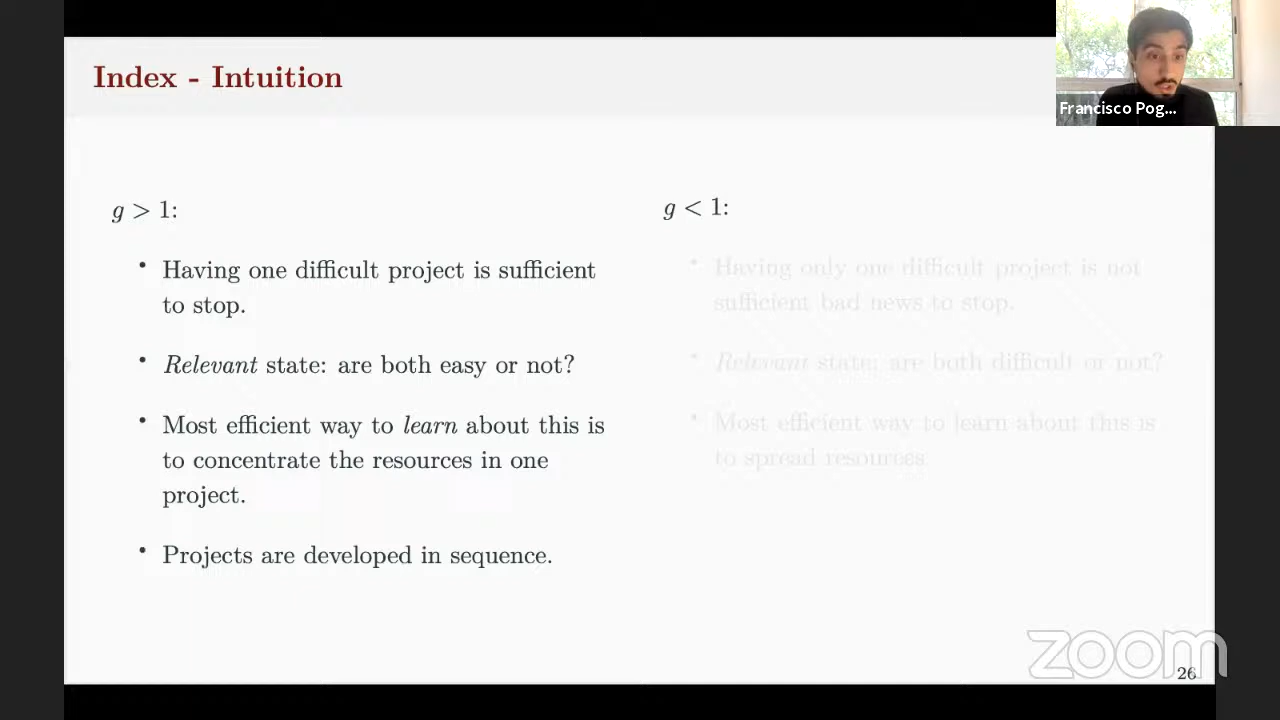 Index - Intuition
Francisco Pog...
g > 1:
• Having one difficult project is sufficient
to stop.
• Relevant state: are both easy or not?
• Most efficient way to learn about this is
to concentrate the resources in one
project.
• Projects are developed in sequence.
g < 1:
• Having only one difficult project is not
sufficient bad news to stop.
• Relevant state: are both difficult or not?
• Most efficient way to learn about this is
to spread resources.
zoom
26